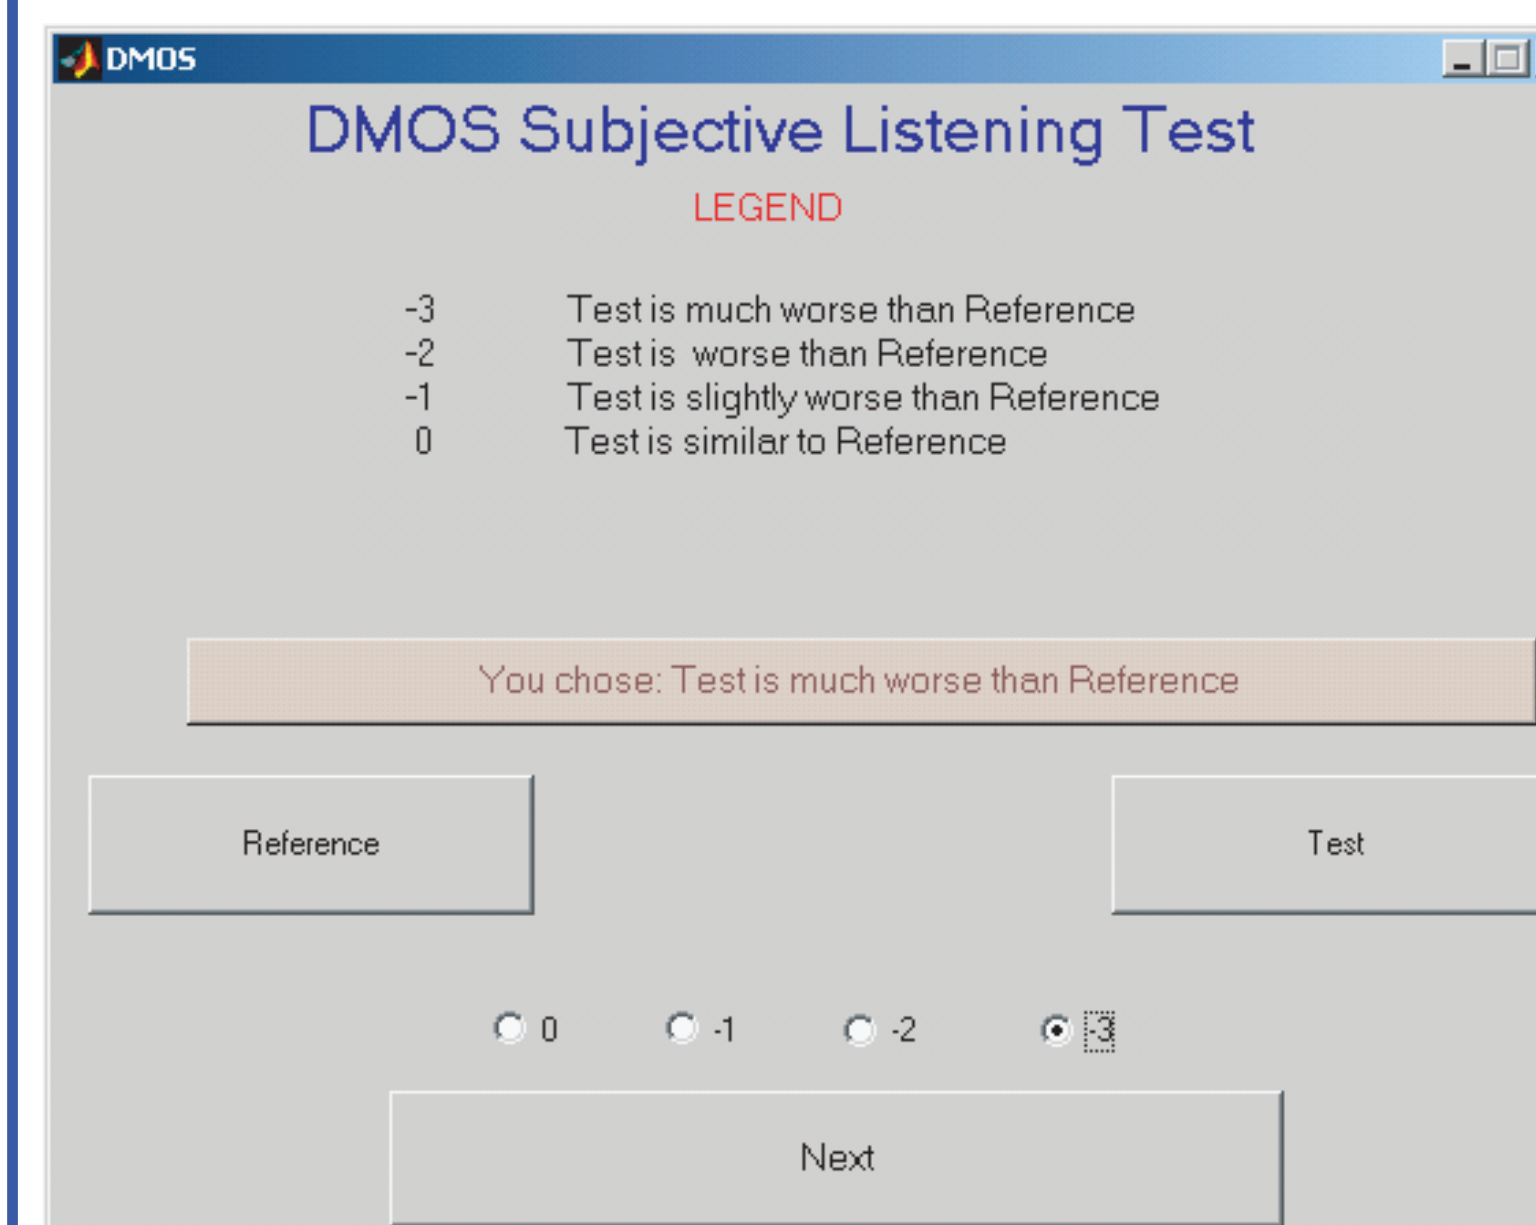 DMOS
DMOS Subjective Listening Test
LEGEND
-3 Test is much worse than Reference
-2 Test is worse than Reference
-1 Test is slightly worse than Reference
0 Test is similar to Reference
You chose: Test is much worse than Reference
Reference Test
0 -1 -2 -3
Next